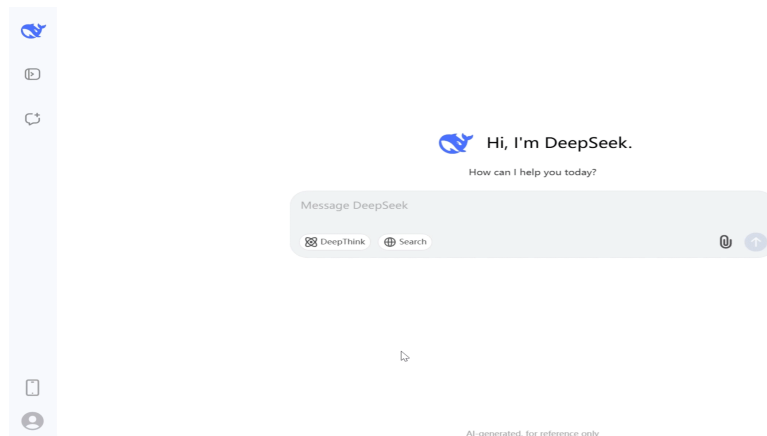 Hi, I'm DeepSeek.
How can I help you today?
Message DeepSeek
DeepThink
Search
AI-generated, for reference only